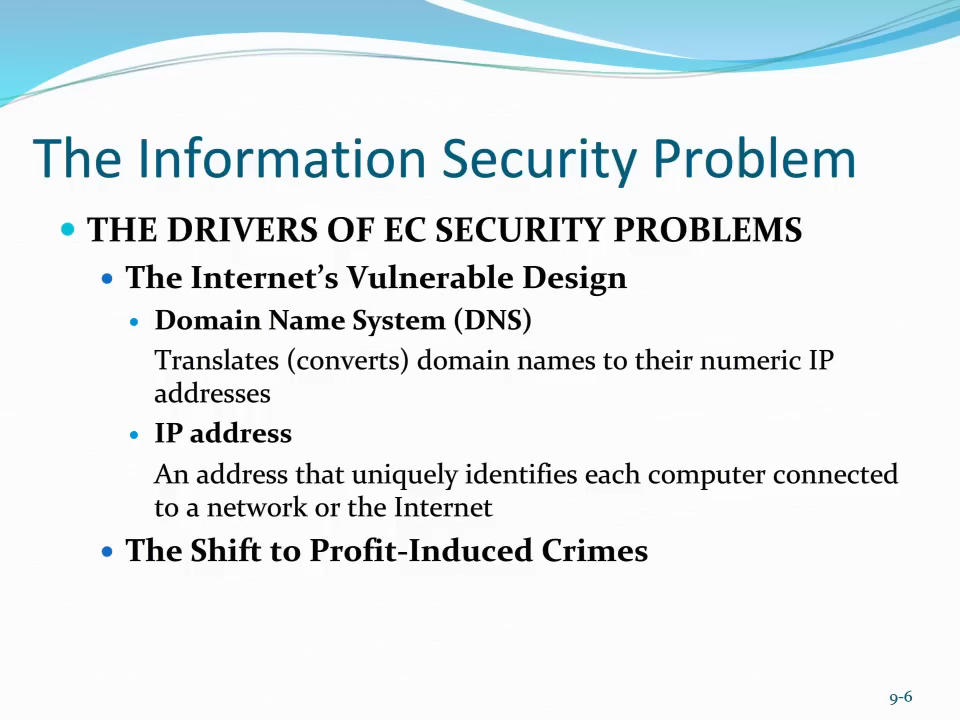 The Information Security Problem
• THE DRIVERS OF EC SECURITY PROBLEMS
• The Internet’s Vulnerable Design
• Domain Name System (DNS)
Translates (converts) domain names to their numeric IP
addresses
• IP address
An address that uniquely identifies each computer connected
to a network or the Internet
• The Shift to Profit-Induced Crimes
9-6